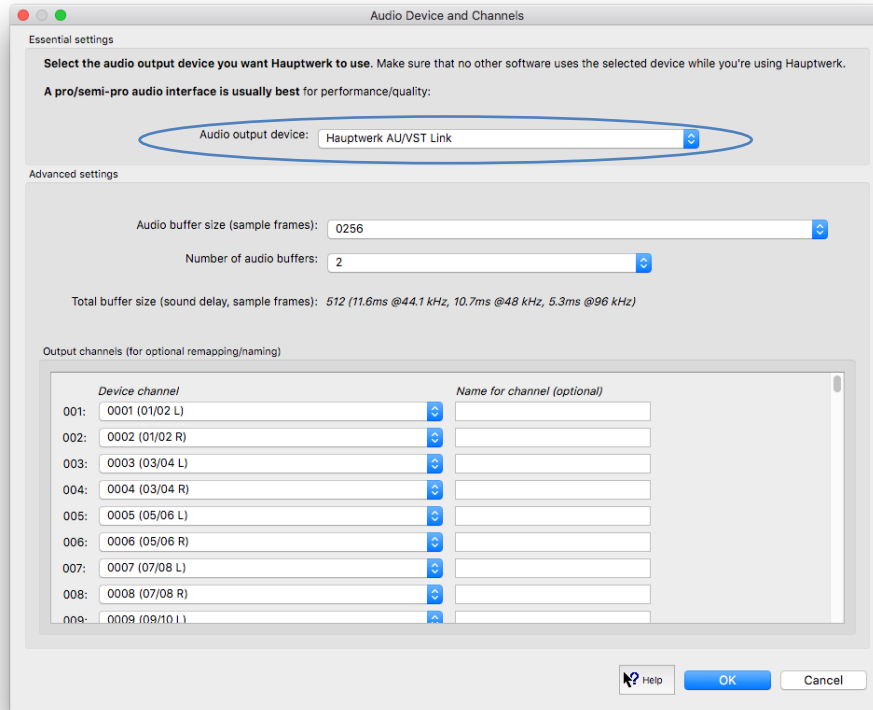 Audio Device and Channels
Essential settings
Select the audio output device you want Hauptwerk to use. Make sure that no other software uses the selected device while you're using Hauptwerk.
A pro/semi-pro audio interface is usually best for performance/quality:
Audio output device: Hauptwerk AU/VST Link
Advanced settings
Audio buffer size (sample frames): 0256
Number of audio buffers: 2
Total buffer size (sound delay, sample frames): 512 (11.6ms @44.1 kHz, 10.7ms @48 kHz, 5.3ms @96 kHz)
Output channels (for optional remapping/naming)
Device channel Name for channel (optional)
001: 0001 (01/02 L)
002: 0002 (01/02 R)
003: 0003 (03/04 L)
004: 0004 (03/04 R)
005: 0005 (05/06 L)
006: 0006 (05/06 R)
007: 0007 (07/08 L)
008: 0008 (07/08 R)
009: 0009 (09/10 L)
Help OK Cancel